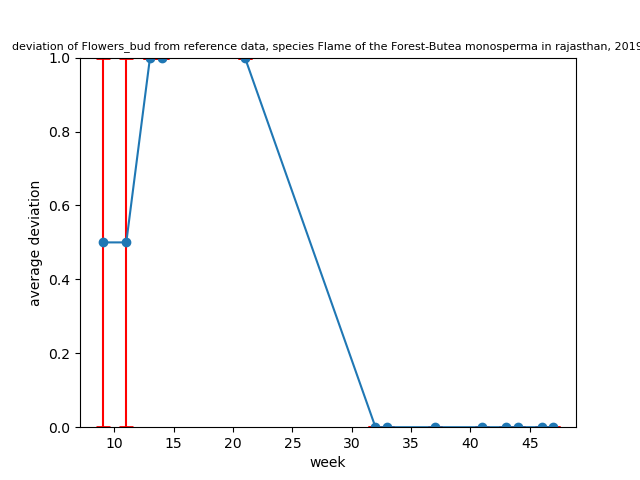 deviation of Flowers_bud from reference data, species Flame of the Forest-Butea monosperma in rajasthan, 2019
1.0
0.8
0.6
0.4
0.2
0.0
average deviation
10 15 20 25 30 35 40 45
week